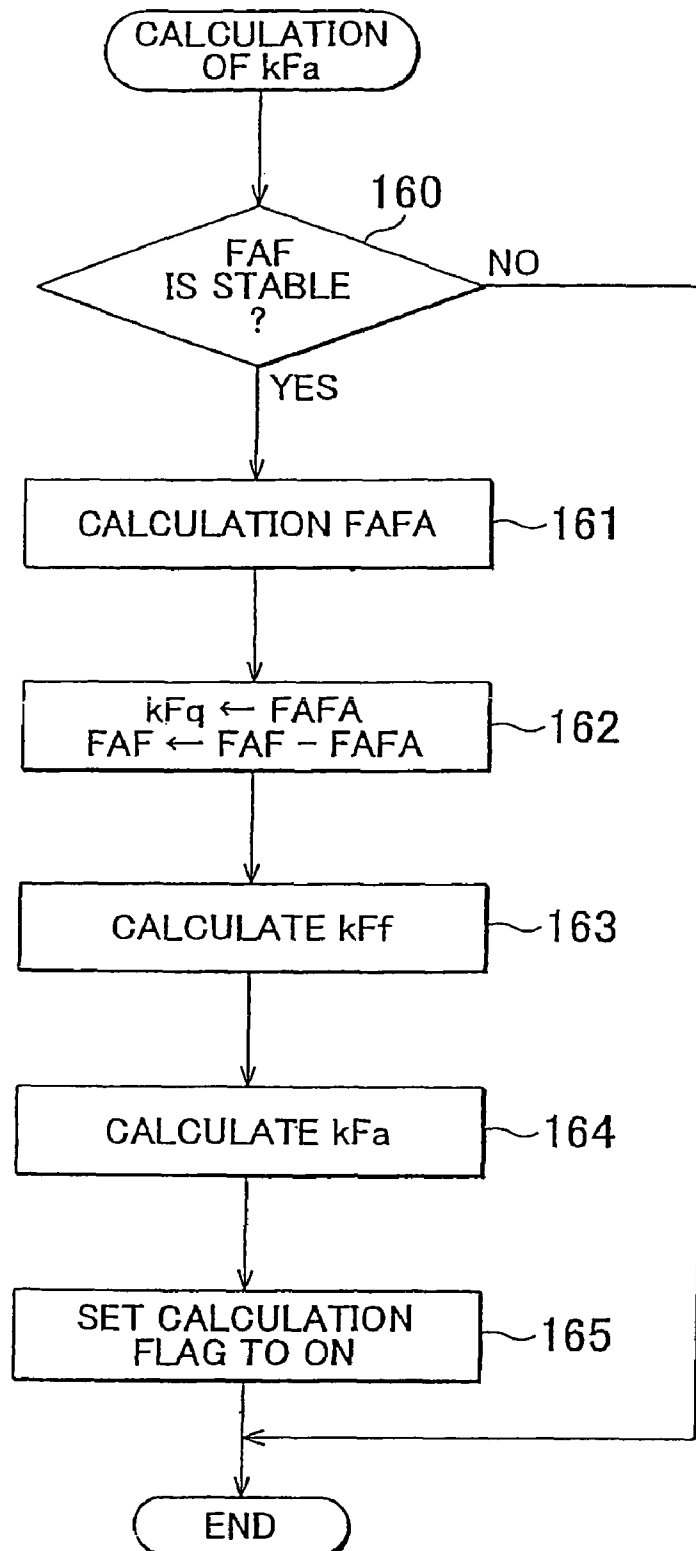 CALCULATION
OF kFa
160
FAF
IS STABLE
?
NO
YES
CALCULATION FAFA
161
kFq ← FAFA
FAF ← FAF − FAFA
162
CALCULATE kFf
163
CALCULATE kFa
164
SET CALCULATION
FLAG TO ON
165
END